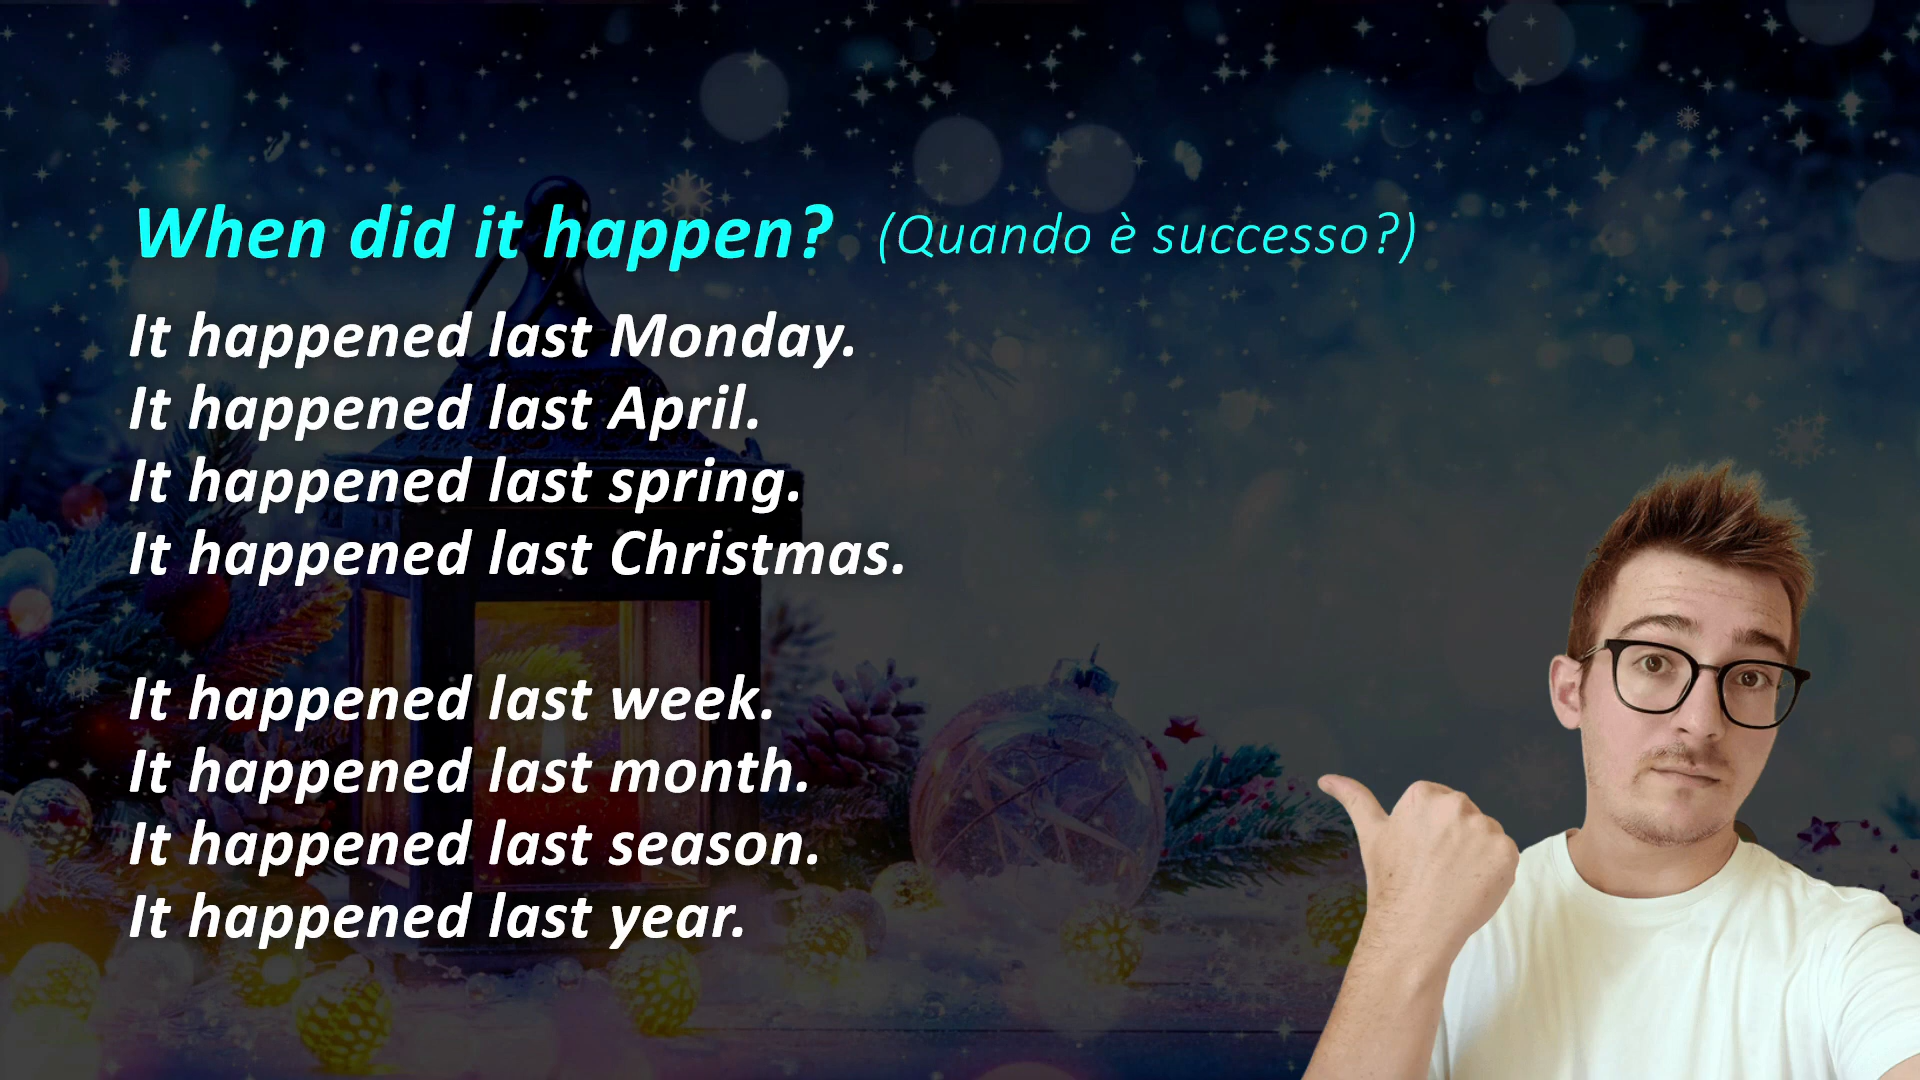 When did it happen? (Quando è successo?)
It happened last Monday.
It happened last April.
It happened last spring.
It happened last Christmas.
It happened last week.
It happened last month.
It happened last season.
It happened last year.